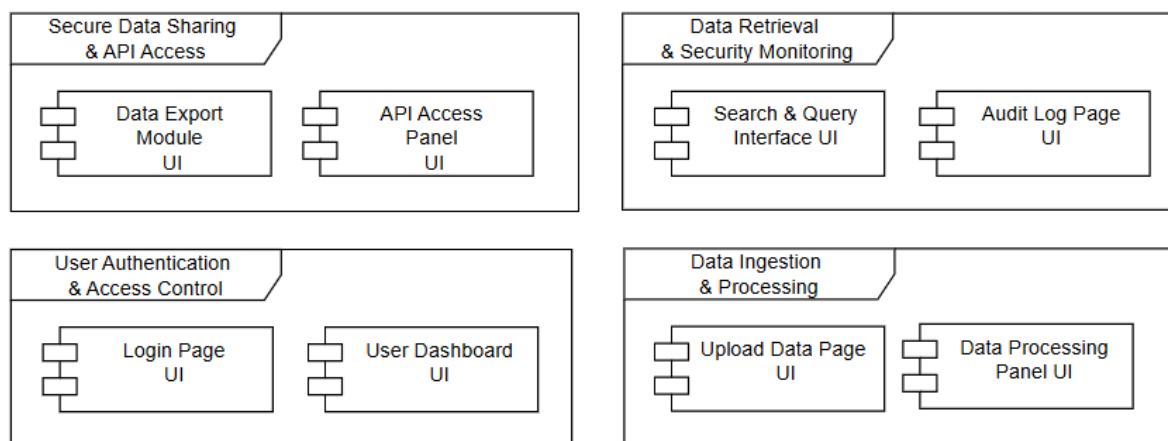 Secure Data Sharing
& API Access
Data Export
Module
UI
API Access
Panel
UI
Data Retrieval
& Security Monitoring
Search & Query
Interface UI
Audit Log Page
UI
User Authentication
& Access Control
Login Page
UI
User Dashboard
UI
Data Ingestion
& Processing
Upload Data Page
UI
Data Processing
Panel UI